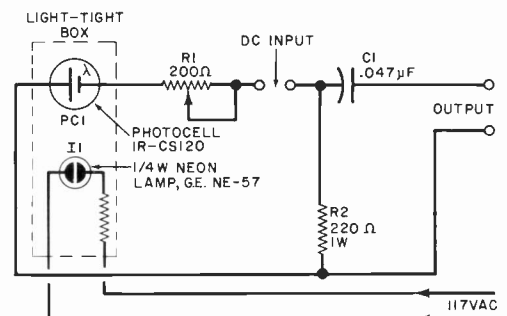 LIGHT-TIGHT
BOX
DC INPUT
R1
200Ω
C1
.047µF
λ
PC1
PHOTOCELL
IR-CS120
OUTPUT
I1
1/4W NEON
LAMP, G.E. NE-57
R2
220 Ω
1W
117VAC